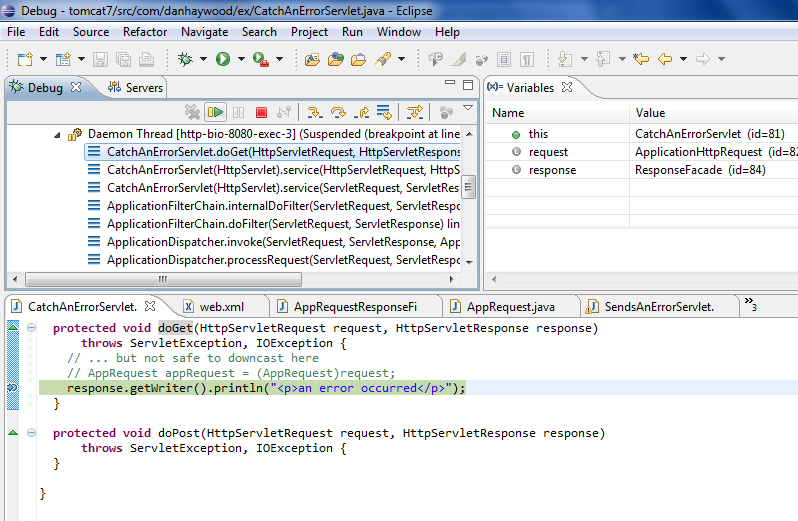 Debug - tomcat7/src/com/danhaywood/ex/CatchAnErrorServlet.java - Eclipse
File Edit Source Refactor Navigate Search Project Run Window Help
Debug Servers
Daemon Thread [http-bio-8080-exec-3] (Suspended (breakpoint at line
CatchAnErrorServlet.doGet(HttpServletRequest, HttpServletRespons
CatchAnErrorServlet(HttpServlet).service(HttpServletRequest, HttpS
CatchAnErrorServlet(HttpServlet).service(ServletRequest, ServletRes
ApplicationFilterChain.internalDoFilter(ServletRequest, ServletRespo
ApplicationFilterChain.doFilter(ServletRequest, ServletResponse) lin
ApplicationDispatcher.invoke(ServletRequest, ServletResponse, App
ApplicationDispatcher.processRequest(ServletRequest, ServletRespo
(x)= Variables
Name Value
this CatchAnErrorServlet (id=81)
request ApplicationHttpRequest (id=82
response ResponseFacade (id=84)
CatchAnErrorServlet. web.xml AppRequestResponseFi AppRequest.java SendsAnErrorServlet. »3
protected void doGet(HttpServletRequest request, HttpServletResponse response)
throws ServletException, IOException {
// ... but not safe to downcast here
// AppRequest appRequest = (AppRequest)request;
response.getWriter().println("<p>an error occurred</p>");
}
protected void doPost(HttpServletRequest request, HttpServletResponse response)
throws ServletException, IOException {
}
}